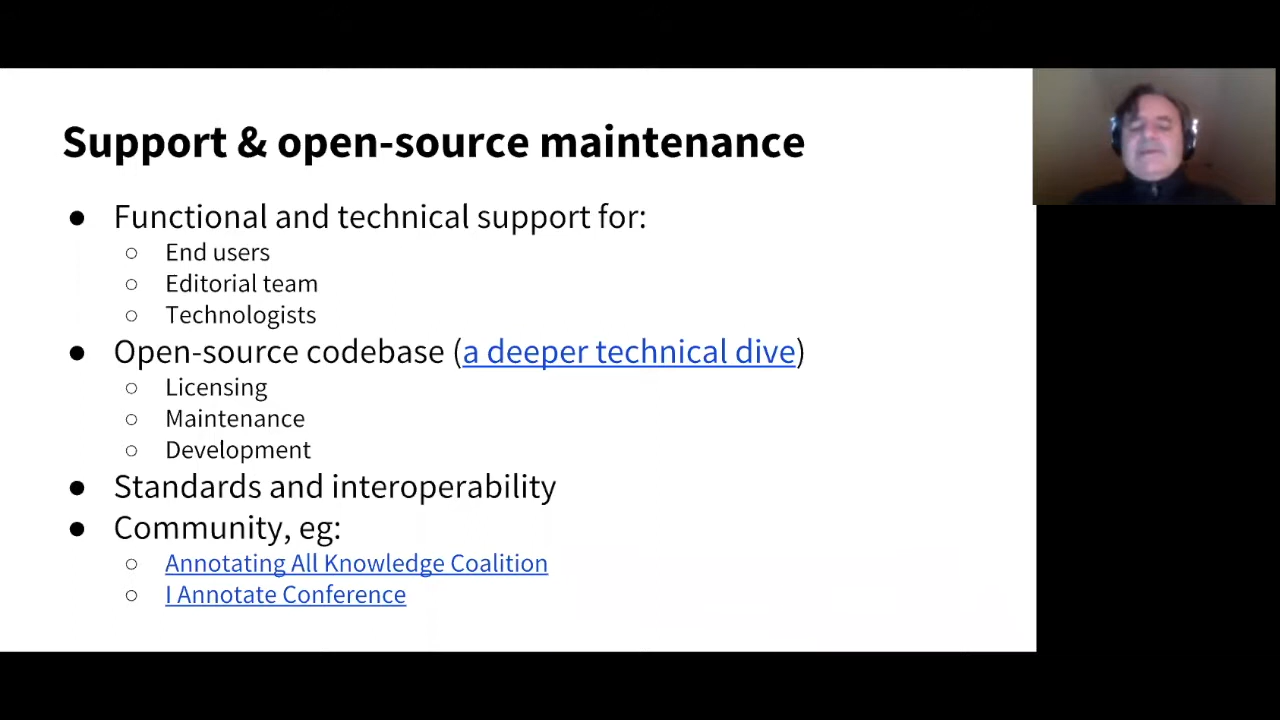 Support & open-source maintenance
● Functional and technical support for:
○ End users
○ Editorial team
○ Technologists
● Open-source codebase (a deeper technical dive)
○ Licensing
○ Maintenance
○ Development
● Standards and interoperability
● Community, eg:
○ Annotating All Knowledge Coalition
○ I Annotate Conference